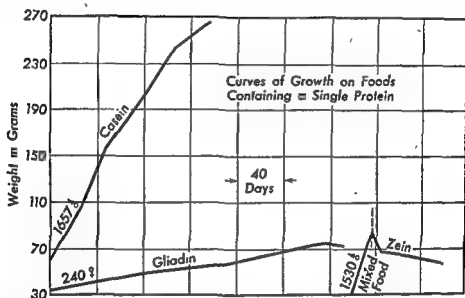 270
230
190
150
110
70
30
Weight = Grams
Curves of Growth on Foods
Containing = Single Protein
40
Days
Casein
1657♂
Gliadin
240♀
1530♂
Mixed
Food
Zein